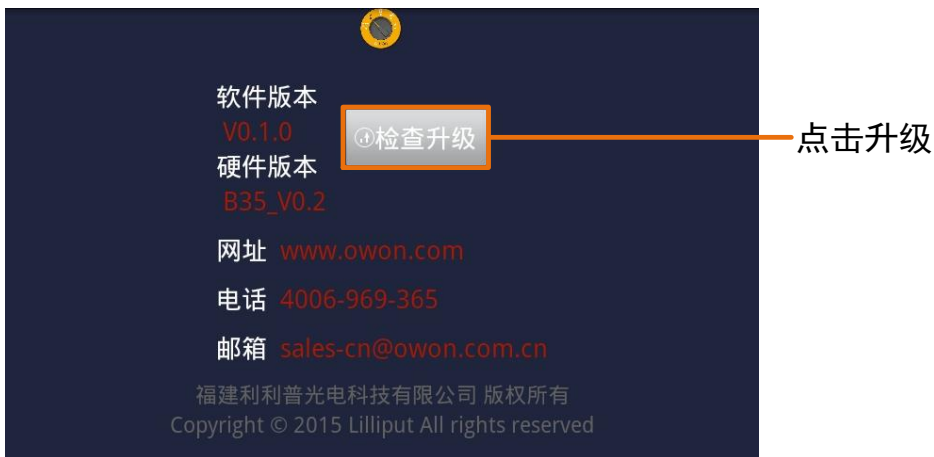 软件版本
V0.1.0
检查升级
点击升级
硬件版本
B35_V0.2
网址 www.owon.com
电话 4006-969-365
邮箱 sales-cn@owon.com.cn
福建利利普光电科技有限公司 版权所有
Copyright © 2015 Lilliput All rights reserved